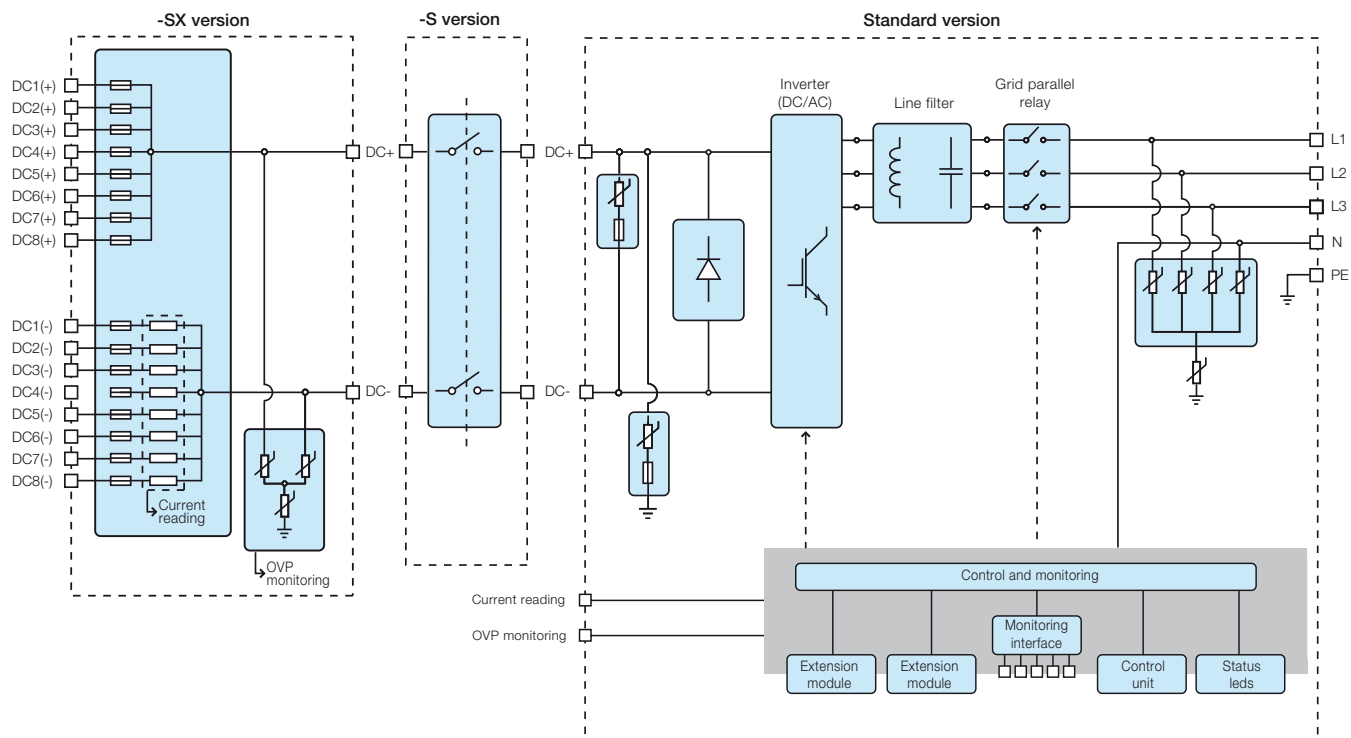 -SX version
-S version
Standard version
DC1(+)
DC2(+)
DC3(+)
DC4(+)
DC5(+)
DC6(+)
DC7(+)
DC8(+)
DC1(-)
DC2(-)
DC3(-)
DC4(-)
DC5(-)
DC6(-)
DC7(-)
DC8(-)
Current
reading
OVP
monitoring
DC+
DC-
DC+
DC-
Inverter
(DC/AC)
Line filter
Grid parallel
relay
L1
L2
L3
N
PE
Current reading
OVP monitoring
Control and monitoring
Extension
module
Extension
module
Monitoring
interface
Control
unit
Status
leds